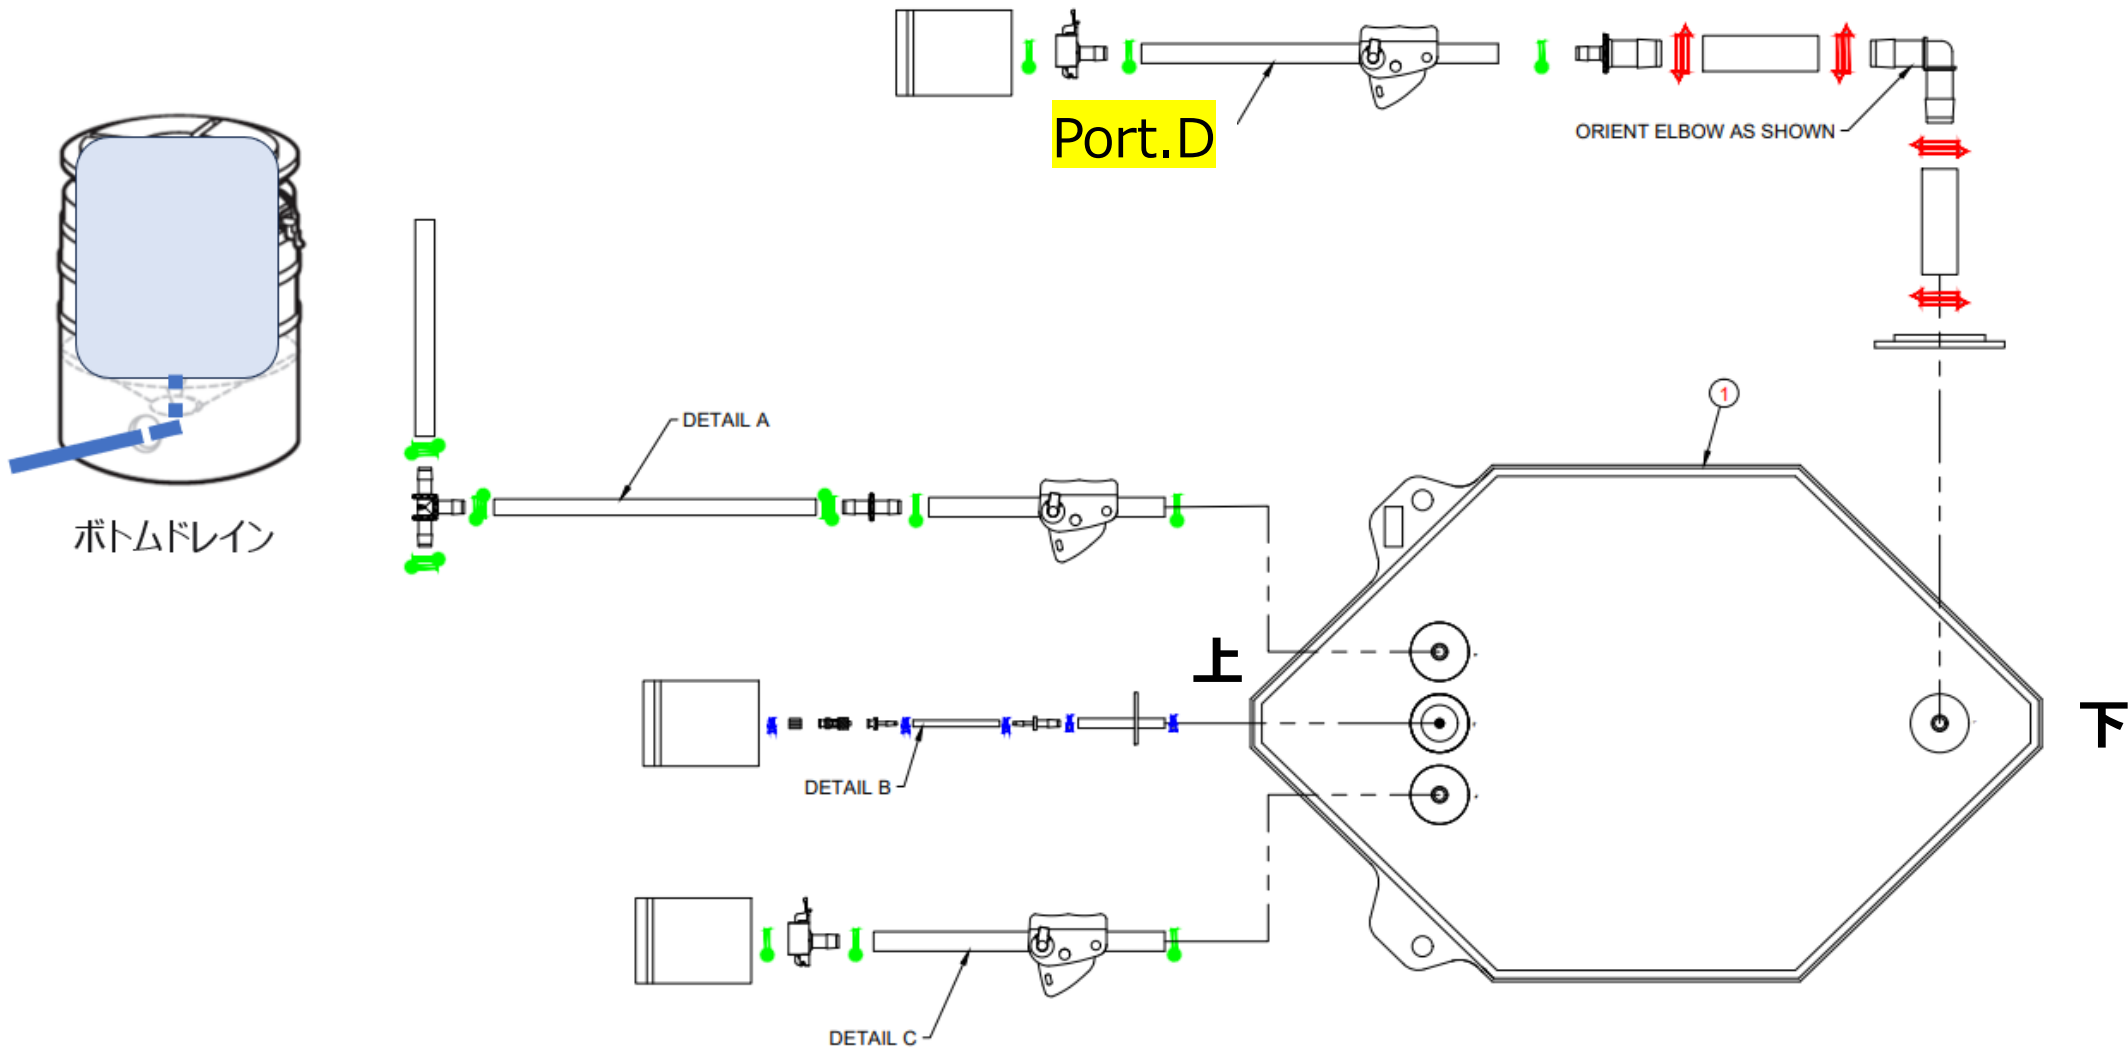 Port.D
ORIENT ELBOW AS SHOWN
1
DETAIL A
ボトムドレイン
上
下
DETAIL B
DETAIL C